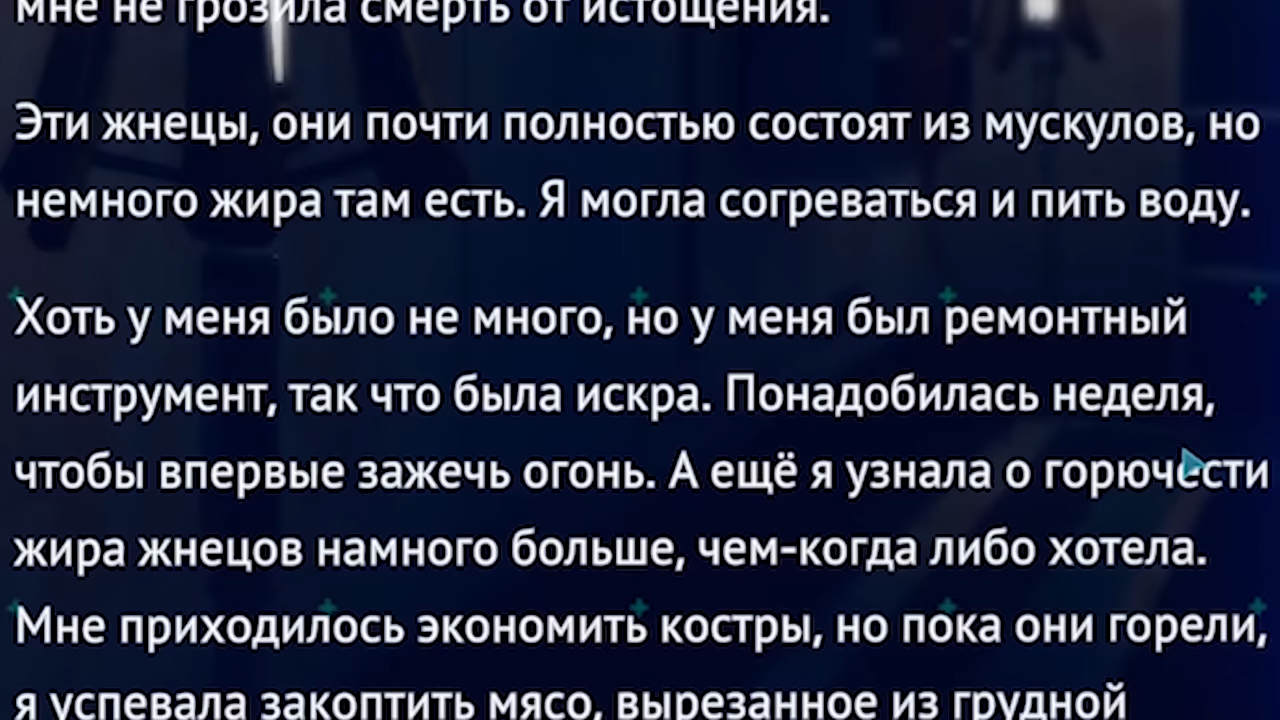 мне не грозила смерть от истощения.
Эти жнецы, они почти полностью состоят из мускулов, но
немного жира там есть. Я могла согреваться и пить воду.
Хоть у меня было не много, но у меня был ремонтный
инструмент, так что была искра. Понадобилась неделя,
чтобы впервые зажечь огонь. А ещё я узнала о горючести
жира жнецов намного больше, чем-когда либо хотела.
Мне приходилось экономить костры, но пока они горели,
я успевала закоптить мясо, вырезанное из грудной